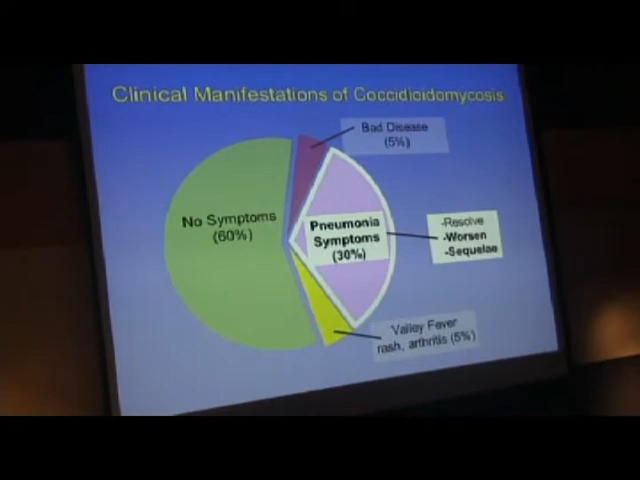 Clinical Manifestations of Coccidioidomycosis
Bad Disease
(5%)
No Symptoms
(60%)
Pneumonia
Symptoms
(30%)
-Resolve
-Worsen
-Sequelae
Valley Fever
rash, arthritis (5%)